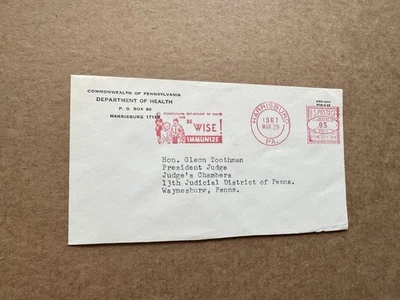 COMMONWEALTH OF PENNSYLVANIA
DEPARTMENT OF HEALTH
P. O. BOX 90
HARRISBURG
BE
WISE!
IMMUNIZE
HARRISBURG
1967
MAR 29
PA.
05
Hon. Glenn Toothman
President Judge
Judge's Chambers
13th Judicial District of Penna.
Waynesburg, Penna.